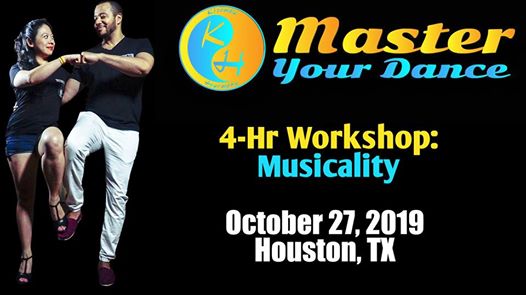 K
H
Master
Your Dance
4-Hr Workshop:
Musicality
October 27, 2019
Houston, TX